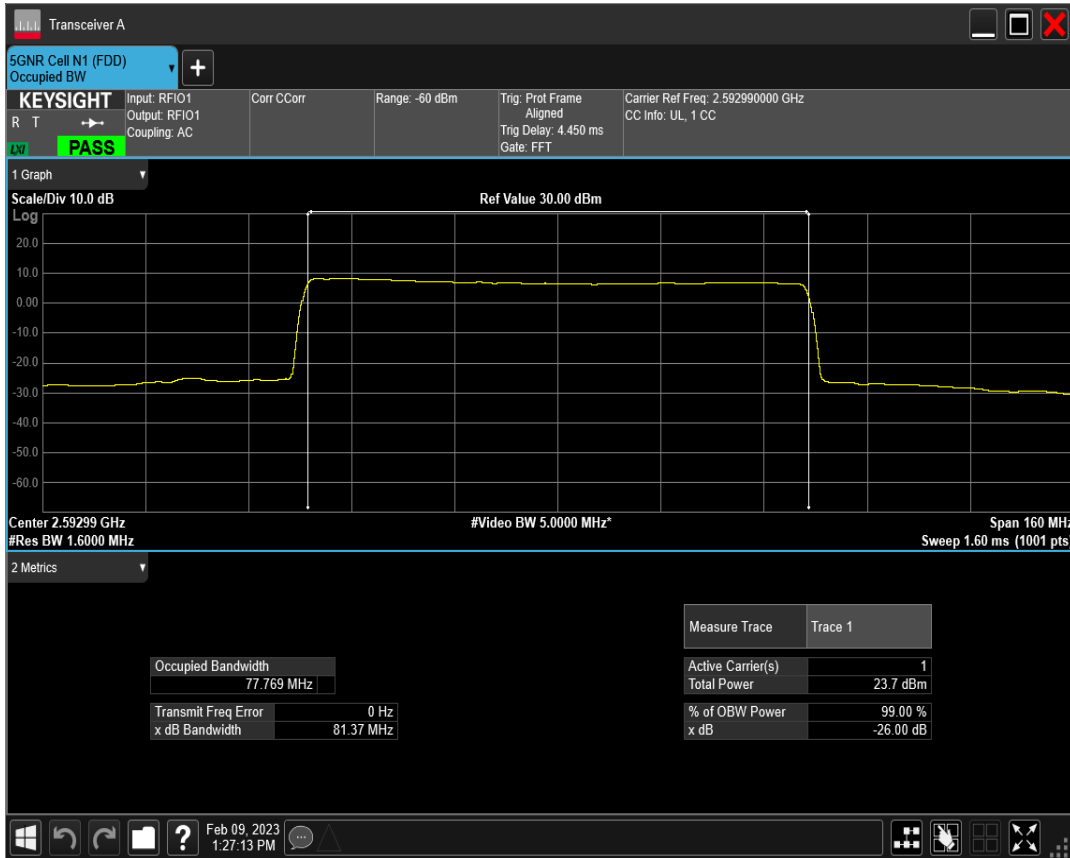 Transceiver A
5GNR Cell N1 (FDD)
Occupied BW
+
KEYSIGHT
R T
LXI
PASS
Input: RFIO1
Output: RFIO1
Coupling: AC
Corr CCorr
Range: -60 dBm
Trig: Prot Frame
Aligned
Trig Delay: 4.450 ms
Gate: FFT
Carrier Ref Freq: 2.592990000 GHz
CC Info: UL, 1 CC
1 Graph
Scale/Div 10.0 dB
Ref Value 30.00 dBm
Log
20.0
10.0
0.00
-10.0
-20.0
-30.0
-40.0
-50.0
-60.0
Center 2.59299 GHz
#Video BW 5.0000 MHz*
Span 160 MHz
#Res BW 1.6000 MHz
Sweep 1.60 ms (1001 pts)
2 Metrics
Measure Trace Trace 1
Occupied Bandwidth
77.769 MHz
Active Carrier(s) 1
Total Power 23.7 dBm
Transmit Freq Error 0 Hz
x dB Bandwidth 81.37 MHz
% of OBW Power 99.00 %
x dB -26.00 dB
?
Feb 09, 2023
1:27:13 PM